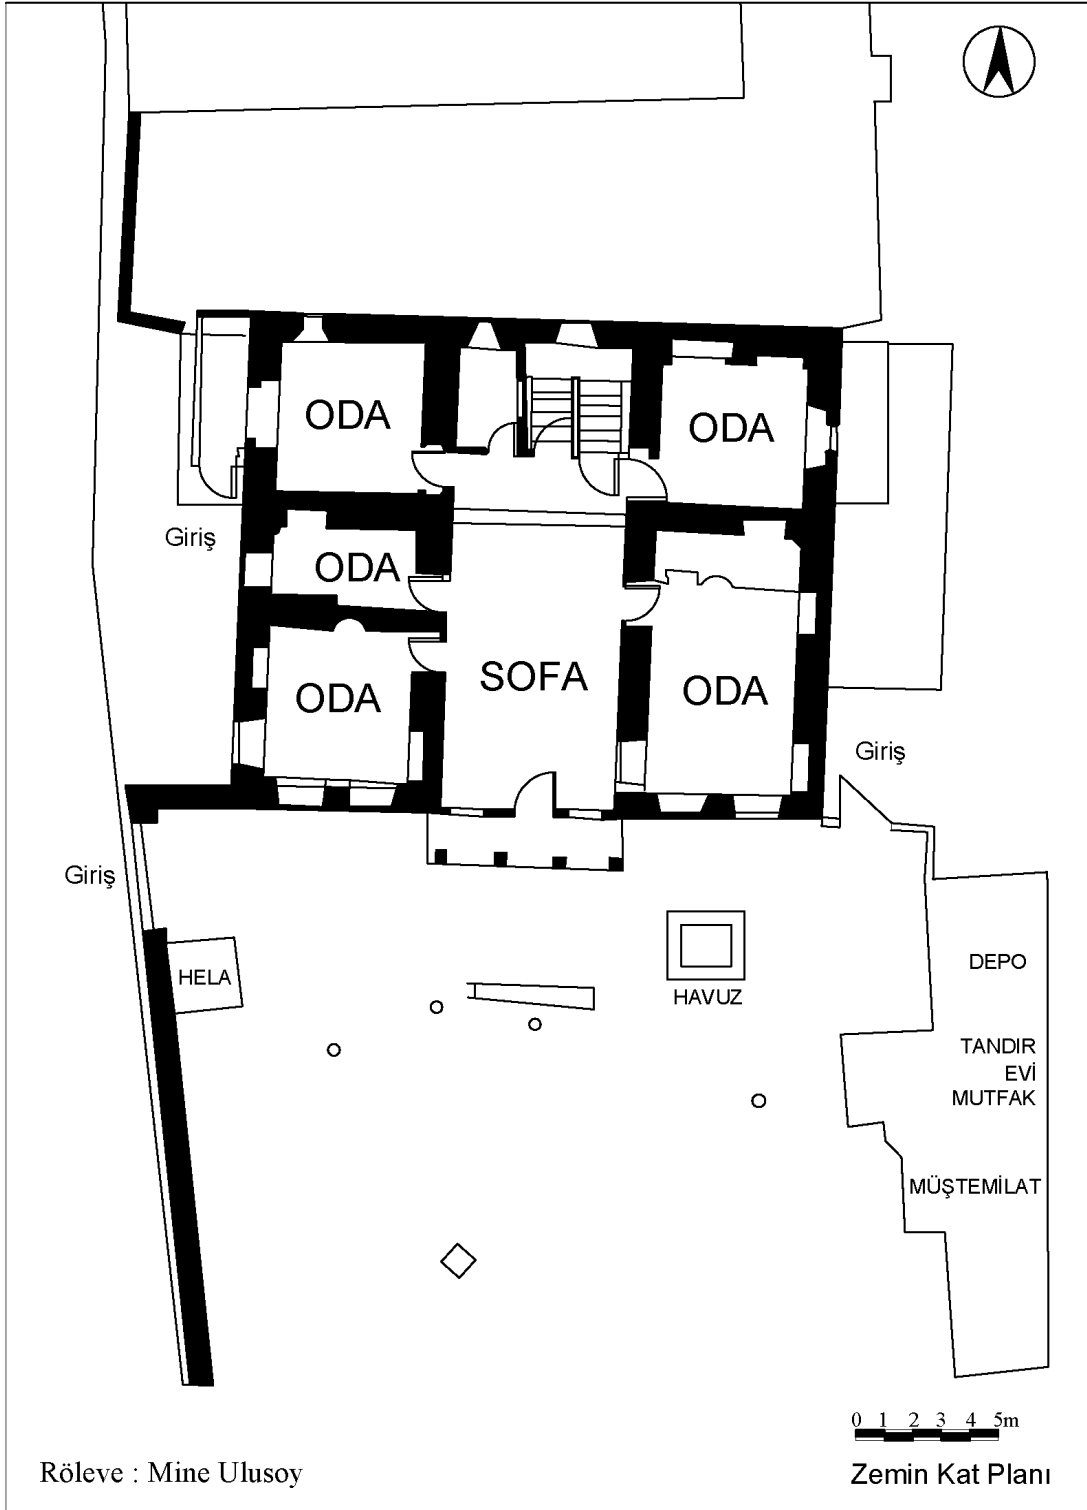 ODA
ODA
Giriş
ODA
SOFA
ODA
ODA
Giriş
Giriş
HELA
HAVUZ
DEPO
TANDIR
EVİ
MUTFAK
MÜŞTEMİLAT
0 1 2 3 4 5m
Röleve : Mine Ulusoy
Zemin Kat Planı